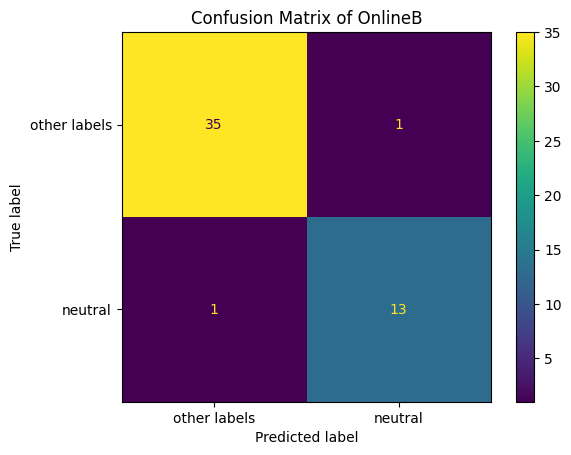 Confusion Matrix of OnlineB
True label
other labels
35
1
neutral
1
13
other labels
neutral
Predicted label
35
30
25
20
15
10
5